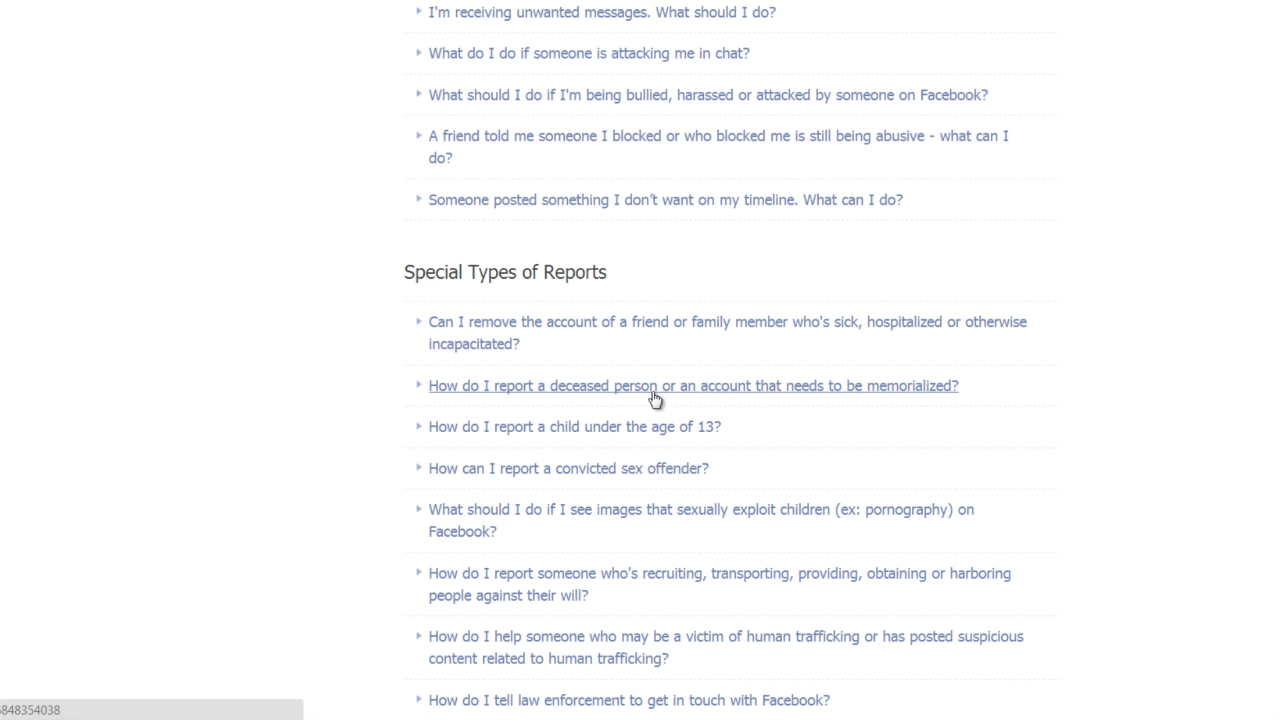 I'm receiving unwanted messages. What should I do?
What do I do if someone is attacking me in chat?
What should I do if I'm being bullied, harassed or attacked by someone on Facebook?
A friend told me someone I blocked or who blocked me is still being abusive - what can I
do?
Someone posted something I don’t want on my timeline. What can I do?
Special Types of Reports
Can I remove the account of a friend or family member who's sick, hospitalized or otherwise
incapacitated?
How do I report a deceased person or an account that needs to be memorialized?
How do I report a child under the age of 13?
How can I report a convicted sex offender?
What should I do if I see images that sexually exploit children (ex: pornography) on
Facebook?
How do I report someone who's recruiting, transporting, providing, obtaining or harboring
people against their will?
How do I help someone who may be a victim of human trafficking or has posted suspicious
content related to human trafficking?
How do I tell law enforcement to get in touch with Facebook?
848354038